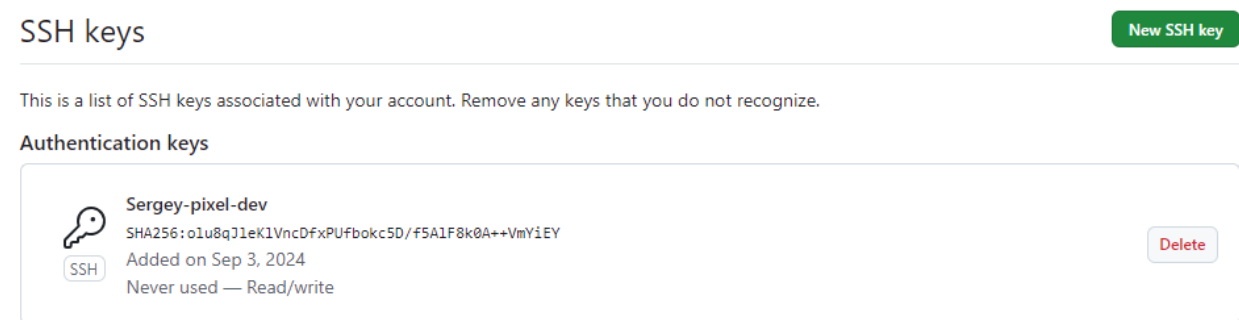 SSH keys
New SSH key
This is a list of SSH keys associated with your account. Remove any keys that you do not recognize.
Authentication keys
Sergey-pixel-dev
SHA256:olu8qJleKlVncDfxPUfbokc5D/f5AlF8k0A++VmYiEY
SSH
Added on Sep 3, 2024
Never used — Read/write
Delete